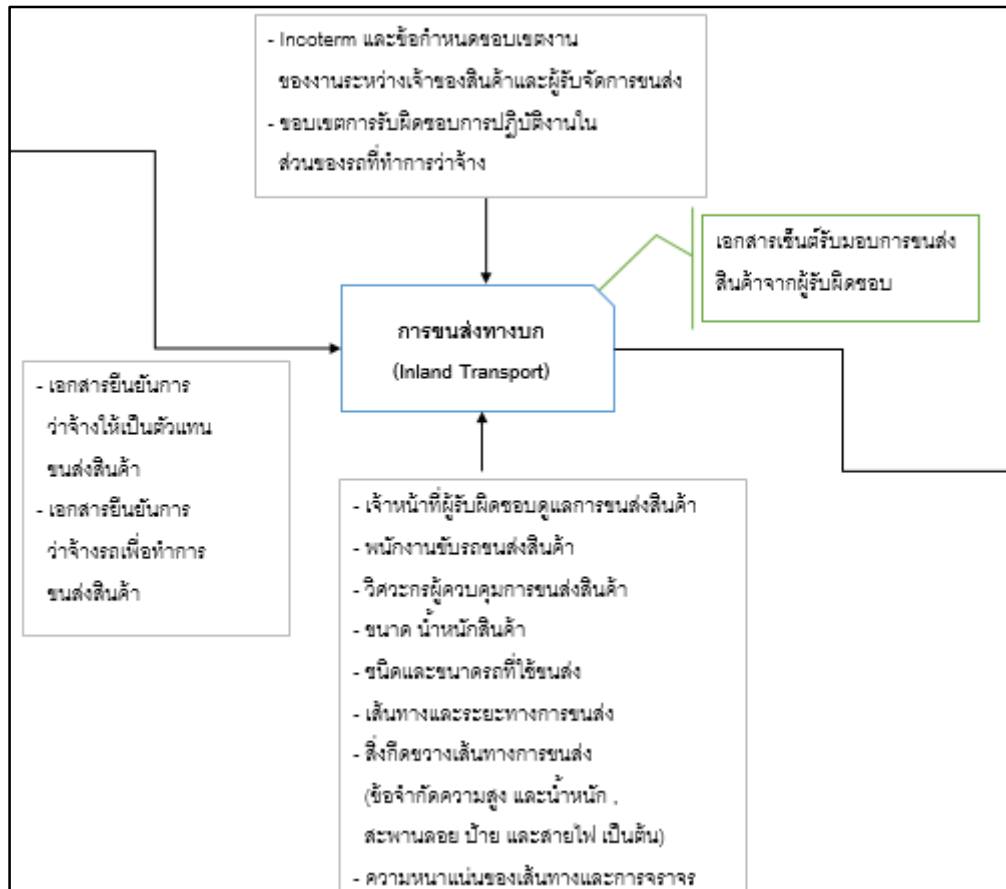 - Incoterm และข้อกำหนดขอบเขตงาน
ของงานระหว่างเจ้าของสินค้าและผู้รับจัดการขนส่ง
- ขอบเขตการรับผิดชอบการปฏิบัติงานใน
ส่วนของรถที่ทำการว่าจ้าง
เอกสารเซ็นต์รับมอบการขนส่ง
สินค้าจากผู้รับผิดชอบ
การขนส่งทางบก
(Inland Transport)
- เอกสารยืนยันการ
ว่าจ้างให้เป็นตัวแทน
ขนส่งสินค้า
- เอกสารยืนยันการ
ว่าจ้างรถเพื่อทำการ
ขนส่งสินค้า
- เจ้าหน้าที่ผู้รับผิดชอบดูแลการขนส่งสินค้า
- พนักงานขับรถขนส่งสินค้า
- วิศวะกรผู้ควบคุมการขนส่งสินค้า
- ขนาด น้ำหนักสินค้า
- ชนิดและขนาดรถที่ใช้ขนส่ง
- เส้นทางและระยะทางการขนส่ง
- สิ่งกีดขวางเส้นทางการขนส่ง
(ข้อจำกัดความสูง และน้ำหนัก ,
สะพานลอย ป้าย และสายไฟ เป็นต้น)
- ความหนาแน่นของเส้นทางและการจราจร